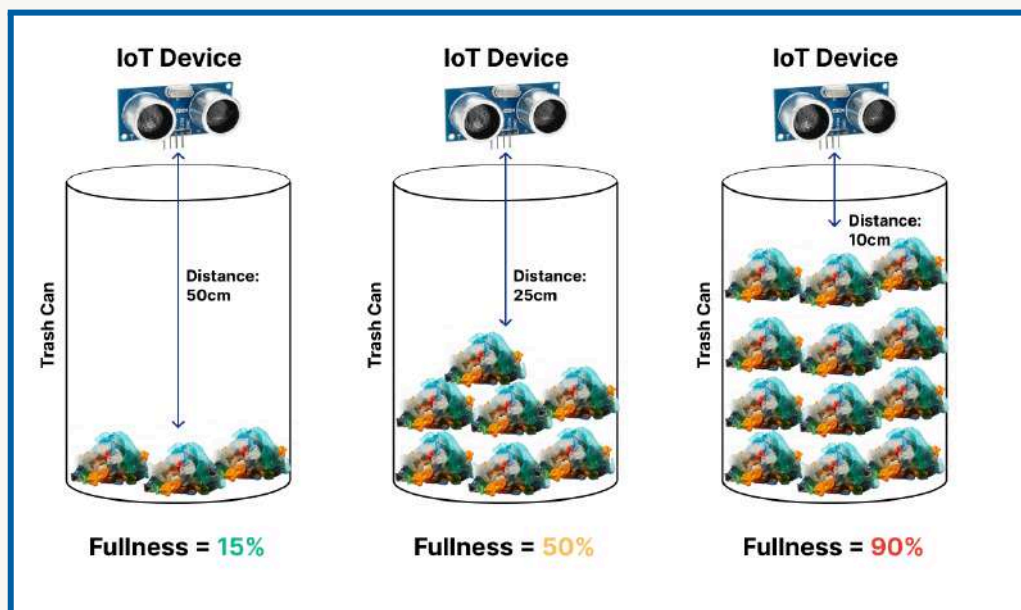 IoT Device
IoT Device
IoT Device
Trash Can
Distance:
50cm
Trash Can
Distance:
25cm
Trash Can
Distance:
10cm
Fullness = 15%
Fullness = 50%
Fullness = 90%